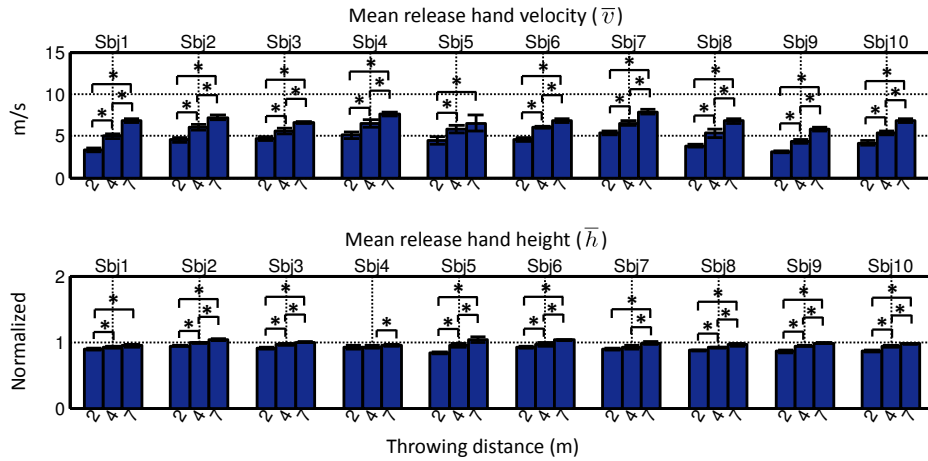 Mean release hand velocity (v̅)
Sbj1 Sbj2 Sbj3 Sbj4 Sbj5 Sbj6 Sbj7 Sbj8 Sbj9 Sbj10
15
10
5
0
m/s
* * * * * * * * * *
* * * * * * * * * * * * * * * * * * *
2 4 7 2 4 7 2 4 7 2 4 7 2 4 7 2 4 7 2 4 7 2 4 7 2 4 7 2 4 7
Mean release hand height (h̅)
Sbj1 Sbj2 Sbj3 Sbj4 Sbj5 Sbj6 Sbj7 Sbj8 Sbj9 Sbj10
2
1
0
Normalized
* * * * * * * * *
* * * * * * * * * * * * * * * * *
2 4 7 2 4 7 2 4 7 2 4 7 2 4 7 2 4 7 2 4 7 2 4 7 2 4 7 2 4 7
Throwing distance (m)